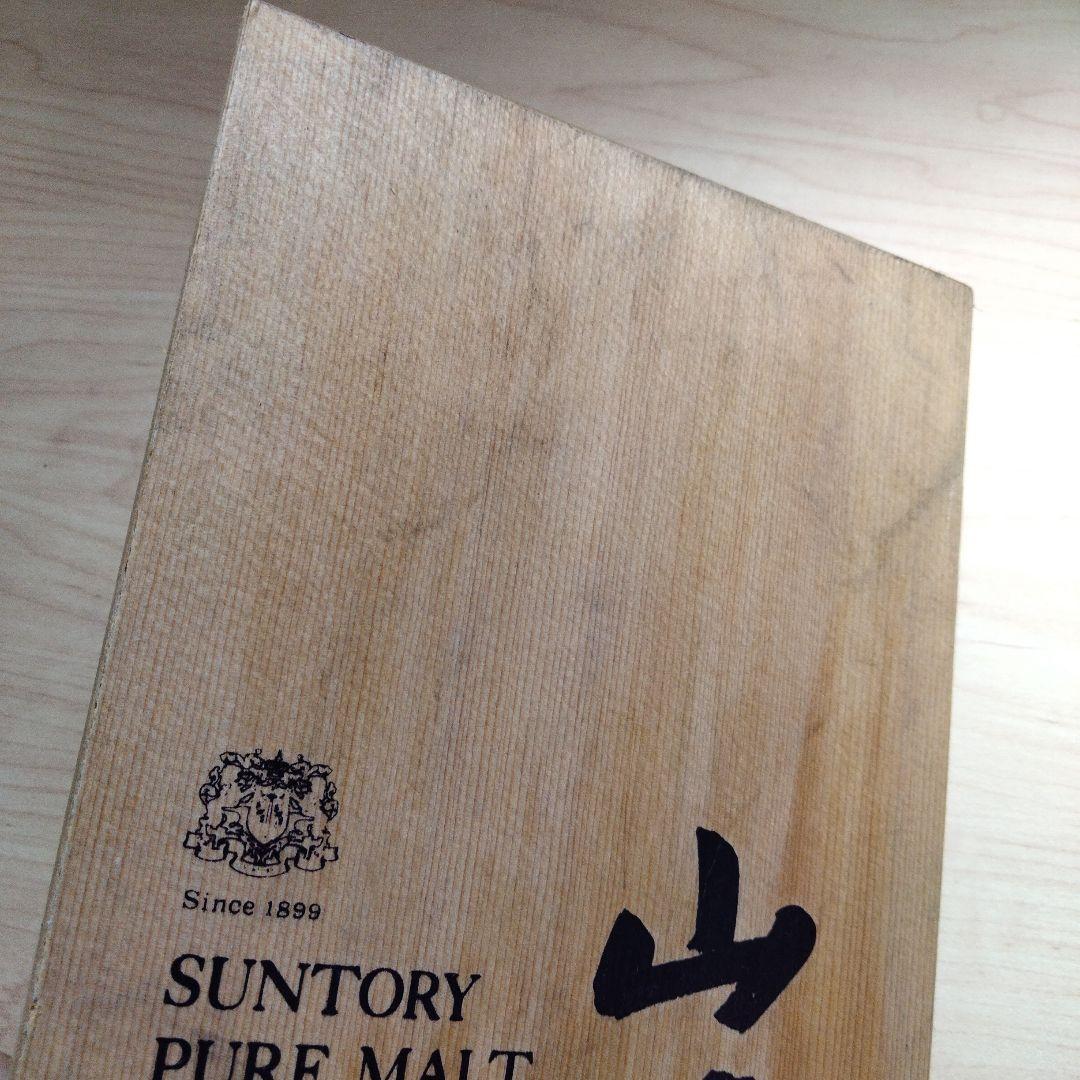 Since 1899
SUNTORY
PURE MALT
山